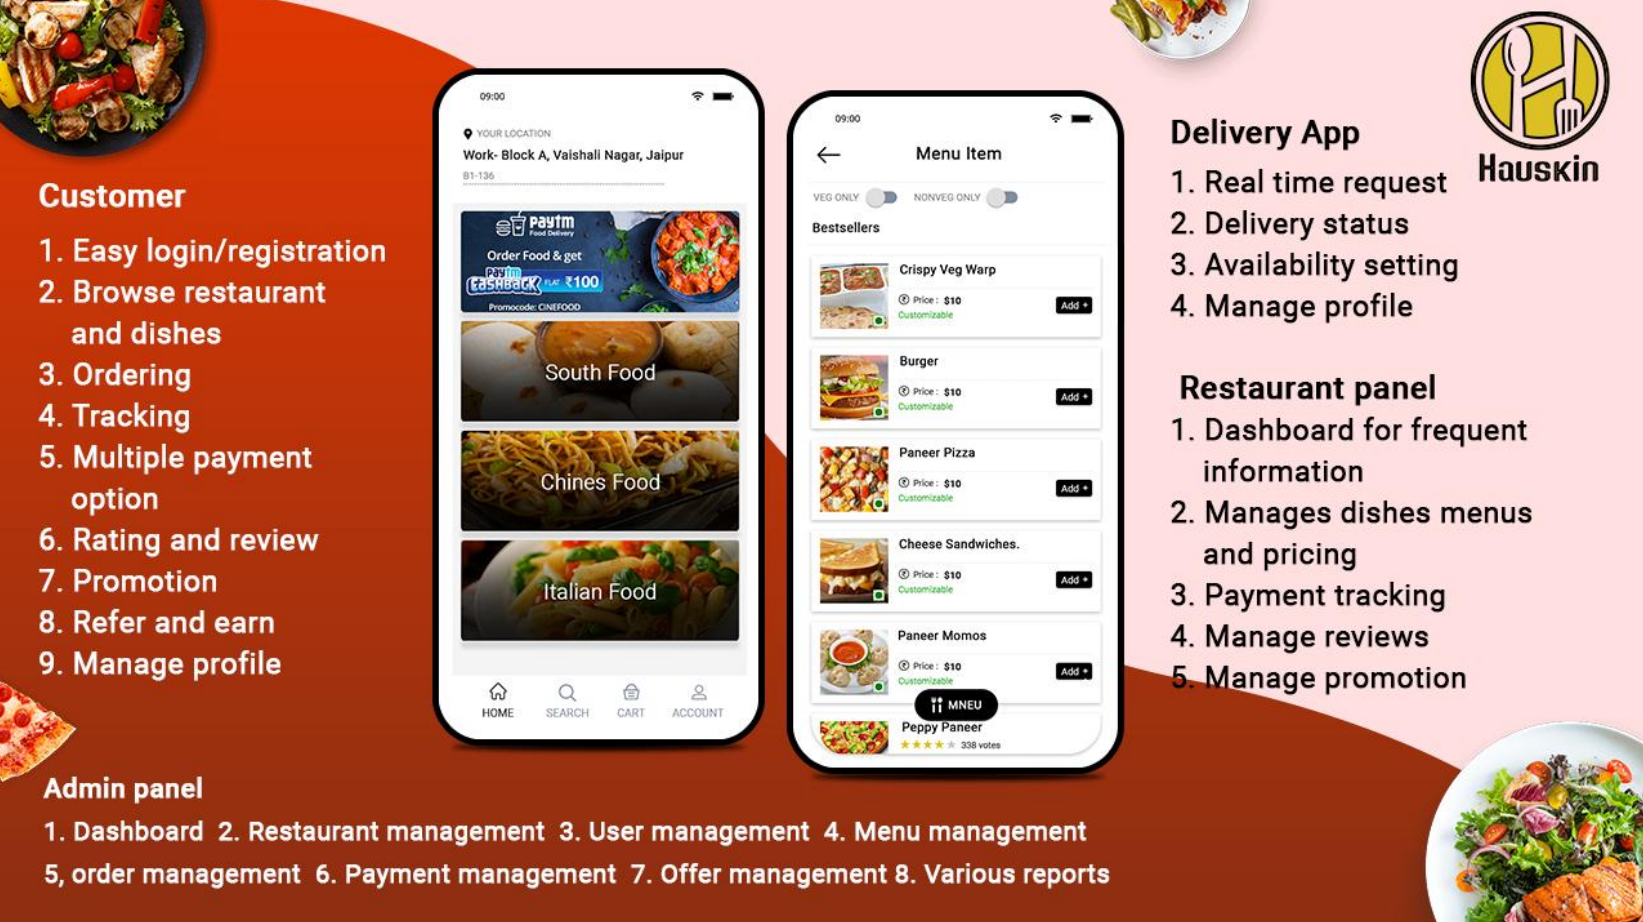 Customer
1. Easy login/registration
2. Browse restaurant
and dishes
3. Ordering
4. Tracking
5. Multiple payment
option
6. Rating and review
7. Promotion
8. Refer and earn
9. Manage profile
09:00
YOUR LOCATION
Work- Block A, Vaishali Nagar, Jaipur
B1-136
paytm
Food Delivery
Order Food & get
paytm
CASHBACK FLAT ₹100
Promocode: CINEFOOD
South Food
Chines Food
Italian Food
HOME SEARCH CART ACCOUNT
09:00
Menu Item
VEG ONLY NONVEG ONLY
Bestsellers
Crispy Veg Warp
Price : $10
Customizable
Add +
Burger
Price : $10
Customizable
Add +
Paneer Pizza
Price : $10
Customizable
Add +
Cheese Sandwiches.
Price : $10
Customizable
Add +
Paneer Momos
Price : $10
Customizable
Add +
MNEU
Peppy Paneer
338 votes
Hauskin
Delivery App
1. Real time request
2. Delivery status
3. Availability setting
4. Manage profile
Restaurant panel
1. Dashboard for frequent
information
2. Manages dishes menus
and pricing
3. Payment tracking
4. Manage reviews
5. Manage promotion
Admin panel
1. Dashboard 2. Restaurant management 3. User management 4. Menu management
5, order management 6. Payment management 7. Offer management 8. Various reports